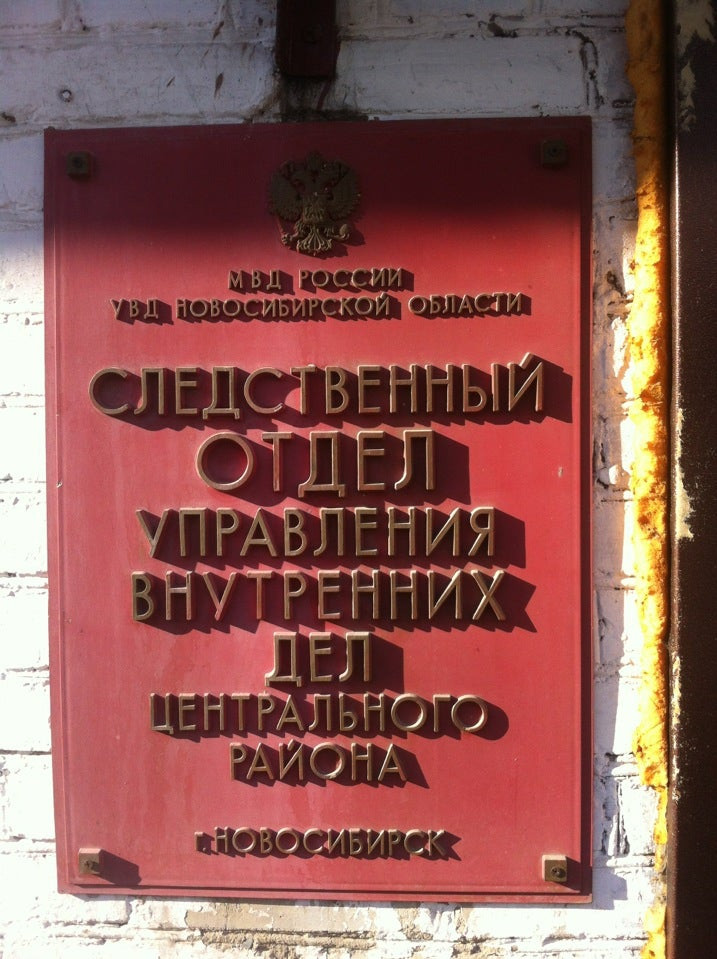 МВД РОССИИ
УВД НОВОСИБИРСКОЙ ОБЛАСТИ
СЛЕДСТВЕННЫЙ
ОТДЕЛ
УПРАВЛЕНИЯ
ВНУТРЕННИХ
ДЕЛ
ЦЕНТРАЛЬНОГО
РАЙОНА
г. НОВОСИБИРСК